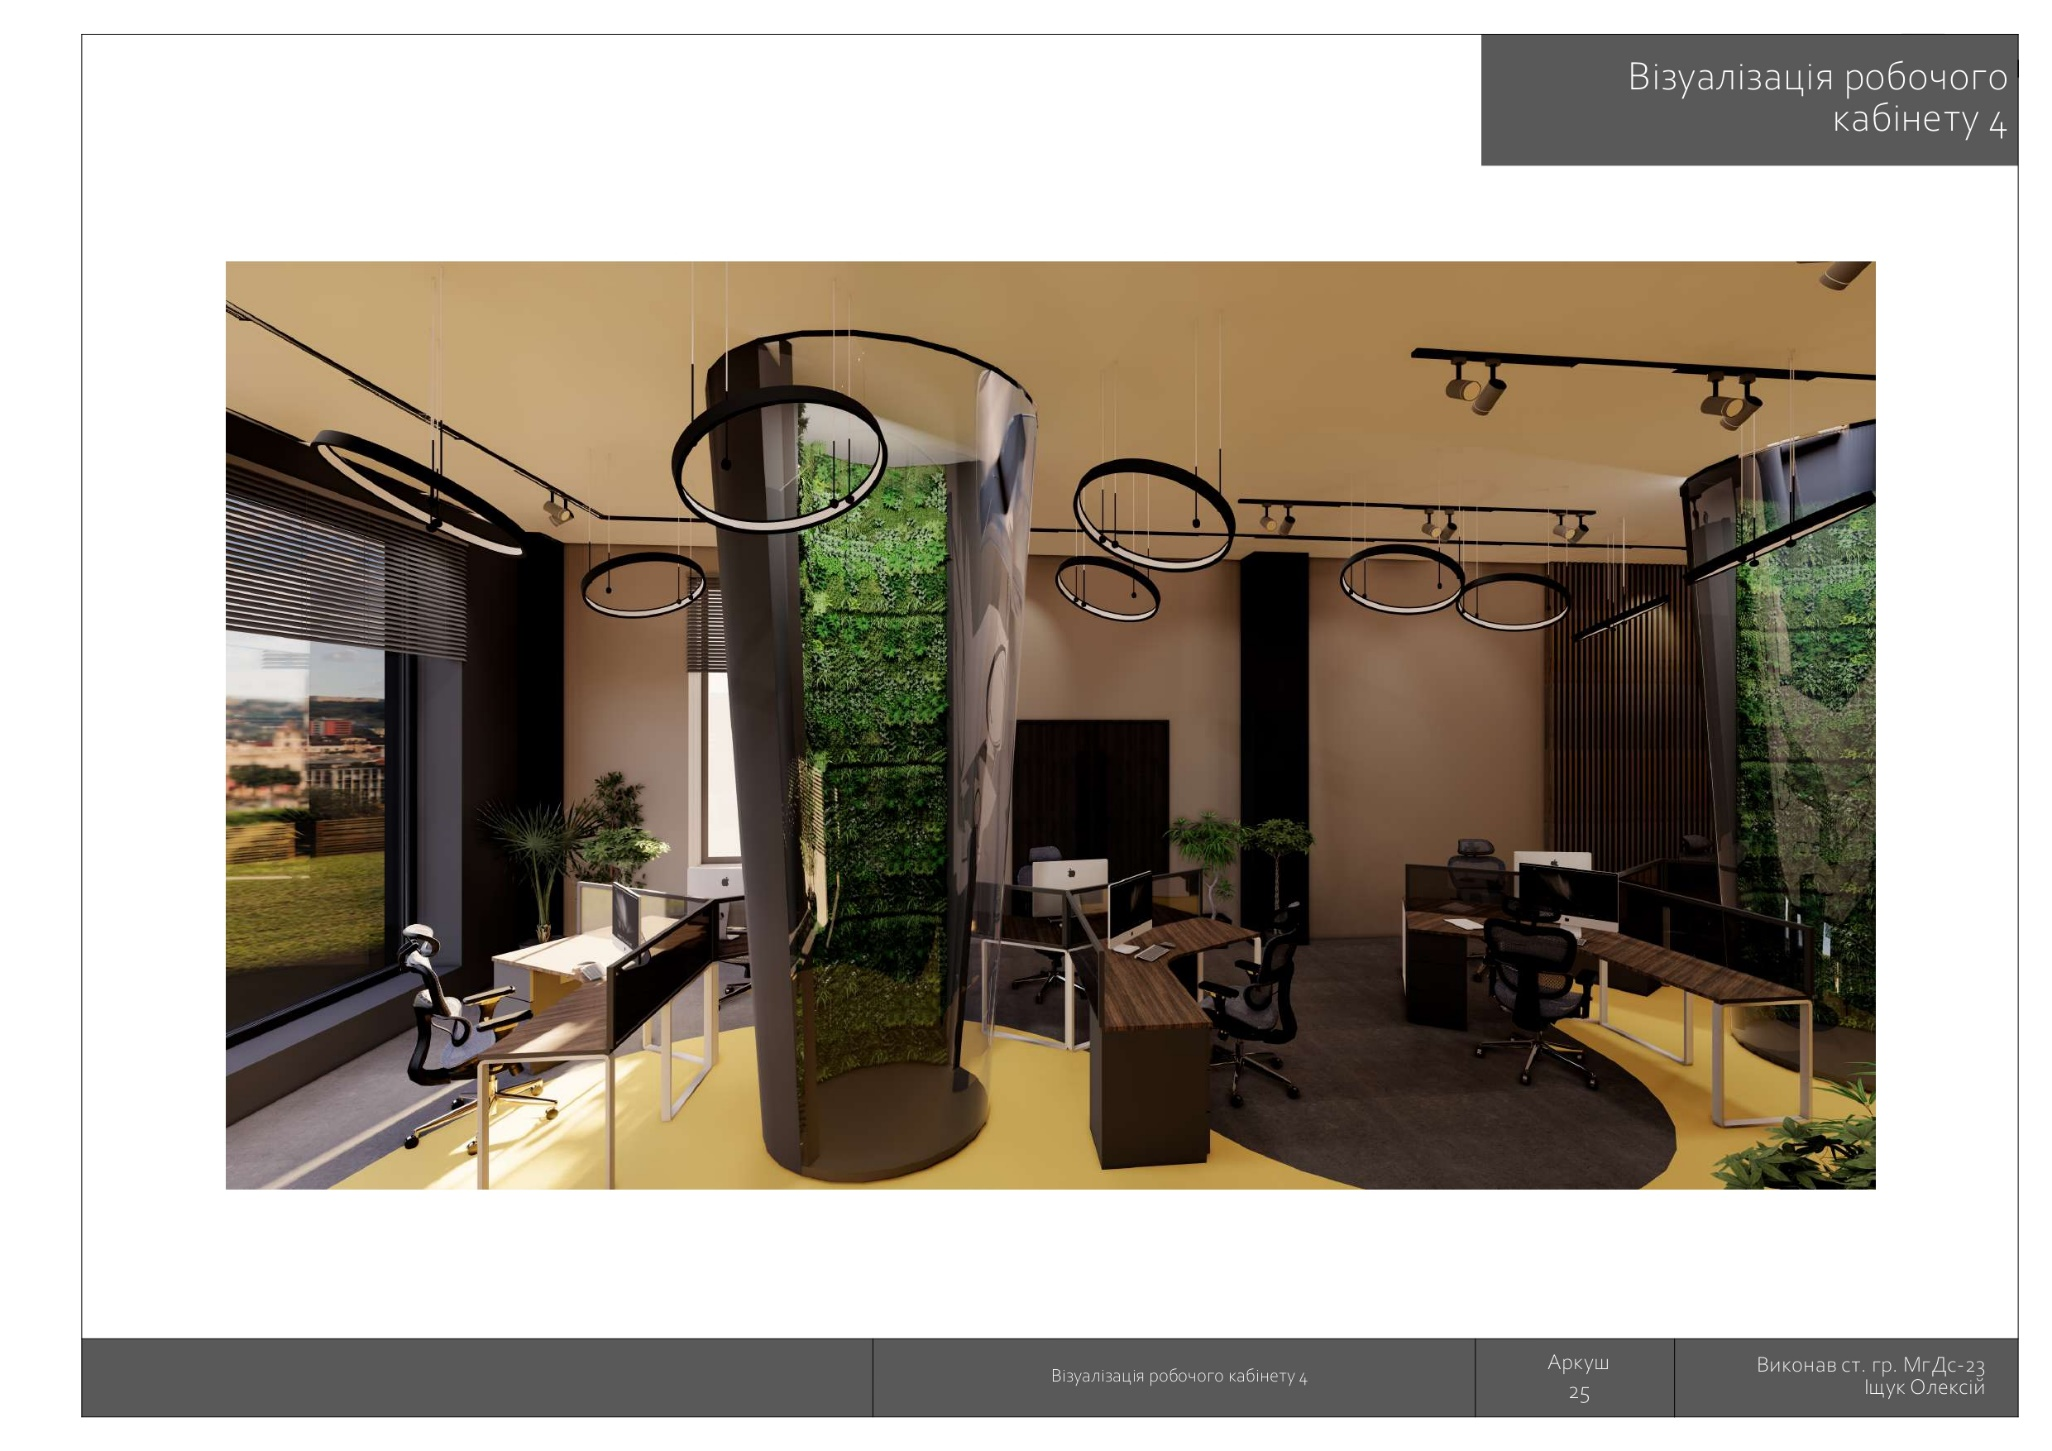 Візуалізація робочого
кабінету 4
Візуалізація робочого кабінету 4
Аркуш
25
Виконав ст. гр. МгДс-23
Іщук Олексій